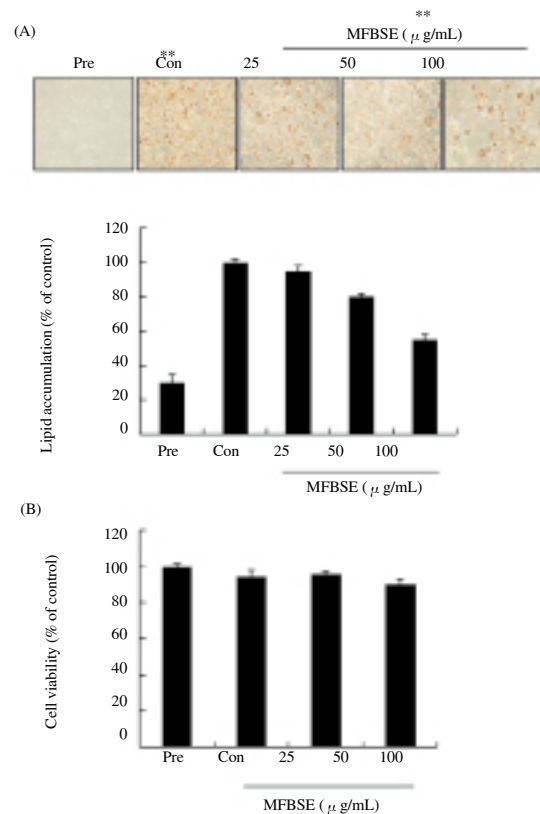 (A)
**
MFBSE ( μ g/mL)
Pre
**
Con
25
50
100
Lipid accumulation (% of control)
120
100
80
60
40
20
0
Pre
Con
25
50
100
MFBSE ( μ g/mL)
(B)
Cell viability (% of control)
120
100
80
60
40
20
0
Pre
Con
25
50
100
MFBSE ( μ g/mL)